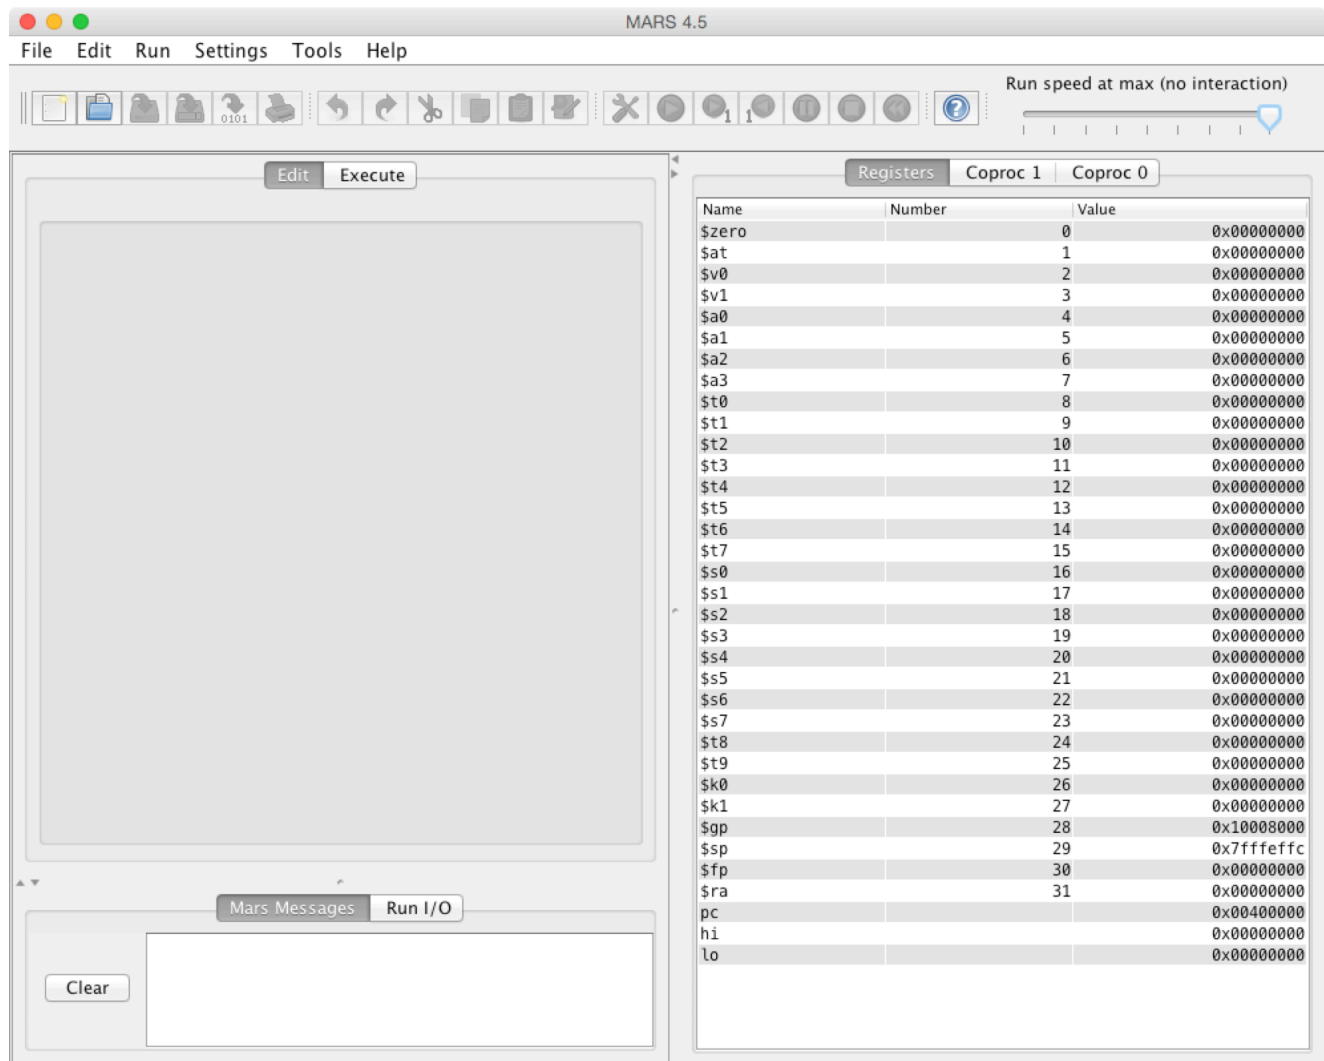 MARS 4.5
File Edit Run Settings Tools Help
Run speed at max (no interaction)
0101
1
1
Edit Execute
Registers Coproc 1 Coproc 0
Name Number Value
$zero 0 0x00000000
$at 1 0x00000000
$v0 2 0x00000000
$v1 3 0x00000000
$a0 4 0x00000000
$a1 5 0x00000000
$a2 6 0x00000000
$a3 7 0x00000000
$t0 8 0x00000000
$t1 9 0x00000000
$t2 10 0x00000000
$t3 11 0x00000000
$t4 12 0x00000000
$t5 13 0x00000000
$t6 14 0x00000000
$t7 15 0x00000000
$s0 16 0x00000000
$s1 17 0x00000000
$s2 18 0x00000000
$s3 19 0x00000000
$s4 20 0x00000000
$s5 21 0x00000000
$s6 22 0x00000000
$s7 23 0x00000000
$t8 24 0x00000000
$t9 25 0x00000000
$k0 26 0x00000000
$k1 27 0x00000000
$gp 28 0x10008000
$sp 29 0x7fffeffc
$fp 30 0x00000000
$ra 31 0x00000000
pc 0x00400000
hi 0x00000000
lo 0x00000000
Mars Messages Run I/O
Clear